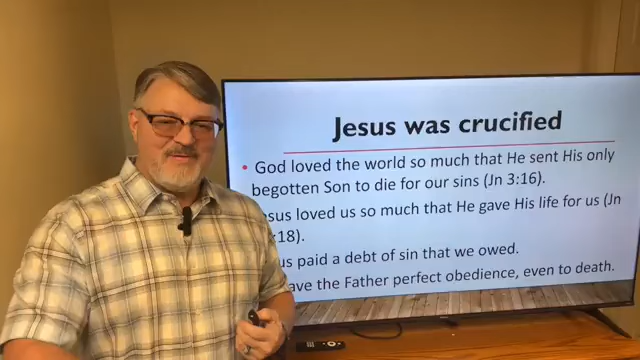 Jesus was crucified
• God loved the world so much that He sent His only
begotten Son to die for our sins (Jn 3:16).
loved us so much that He gave His life for us (Jn
:18).
paid a debt of sin that we owed.
the Father perfect obedience, even to death.